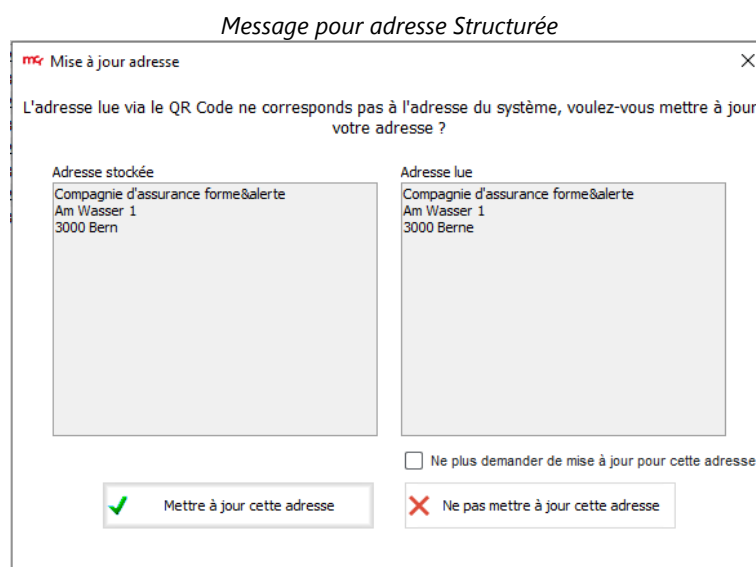 Message pour adresse Structurée
mcr Mise à jour adresse
L'adresse lue via le QR Code ne corresponds pas à l'adresse du système, voulez-vous mettre à jour
votre adresse ?
Adresse stockée
Compagnie d'assurance forme&alerte
Am Wasser 1
3000 Bern
Adresse lue
Compagnie d'assurance forme&alerte
Am Wasser 1
3000 Berne
Ne plus demander de mise à jour pour cette adresse
Mettre à jour cette adresse
Ne pas mettre à jour cette adresse